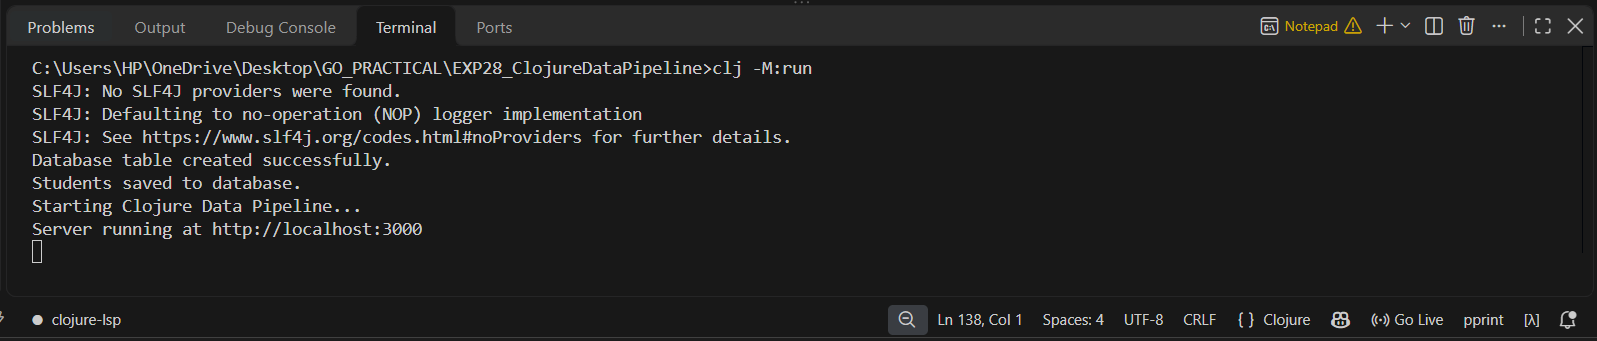 Problems Output Debug Console Terminal Ports Notepad
C:\Users\HP\OneDrive\Desktop\GO_PRACTICAL\EXP28_ClojureDataPipeline>clj -M:run
SLF4J: No SLF4J providers were found.
SLF4J: Defaulting to no-operation (NOP) logger implementation
SLF4J: See https://www.slf4j.org/codes.html#noProviders for further details.
Database table created successfully.
Students saved to database.
Starting Clojure Data Pipeline...
Server running at http://localhost:3000
clojure-lsp Ln 138, Col 1 Spaces: 4 UTF-8 CRLF { } Clojure Go Live pprint [λ]